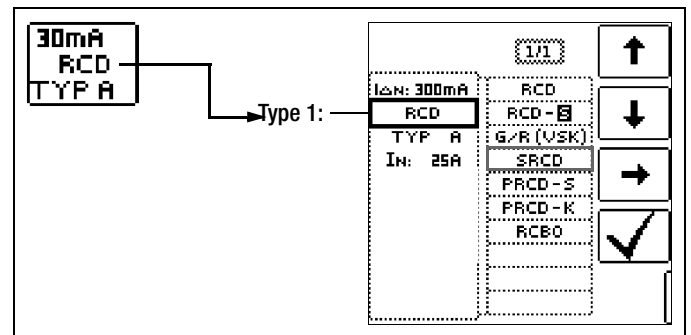 30mA
RCD
TYP A
Type 1:
1/1
I∆N: 300mA
RCD
TYP A
IN: 25A
RCD
RCD-S
G/R (VSK)
SRCD
PRCD-S
PRCD-K
RCBO